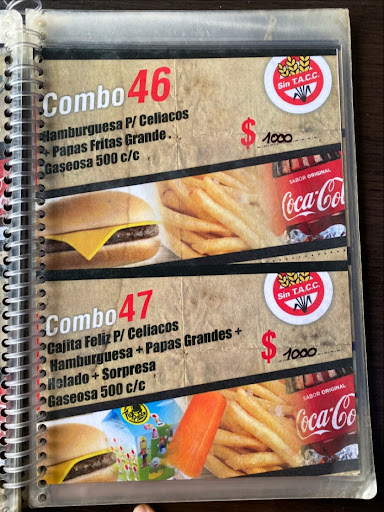 Combo 46
Sin T.A.C.C.
Hamburguesa P/ Celiacos
+ Papas Fritas Grande
Gaseosa 500 c/c
$ 1000
SABOR ORIGINAL
Coca-Col
Combo 47
Sin T.A.C.C.
Cajita Feliz P/ Celiacos
Hamburguesa + Papas Grandes +
Helado + Sorpresa
Gaseosa 500 c/c
$ 1000
SABOR ORIGINAL
Coca-Cola